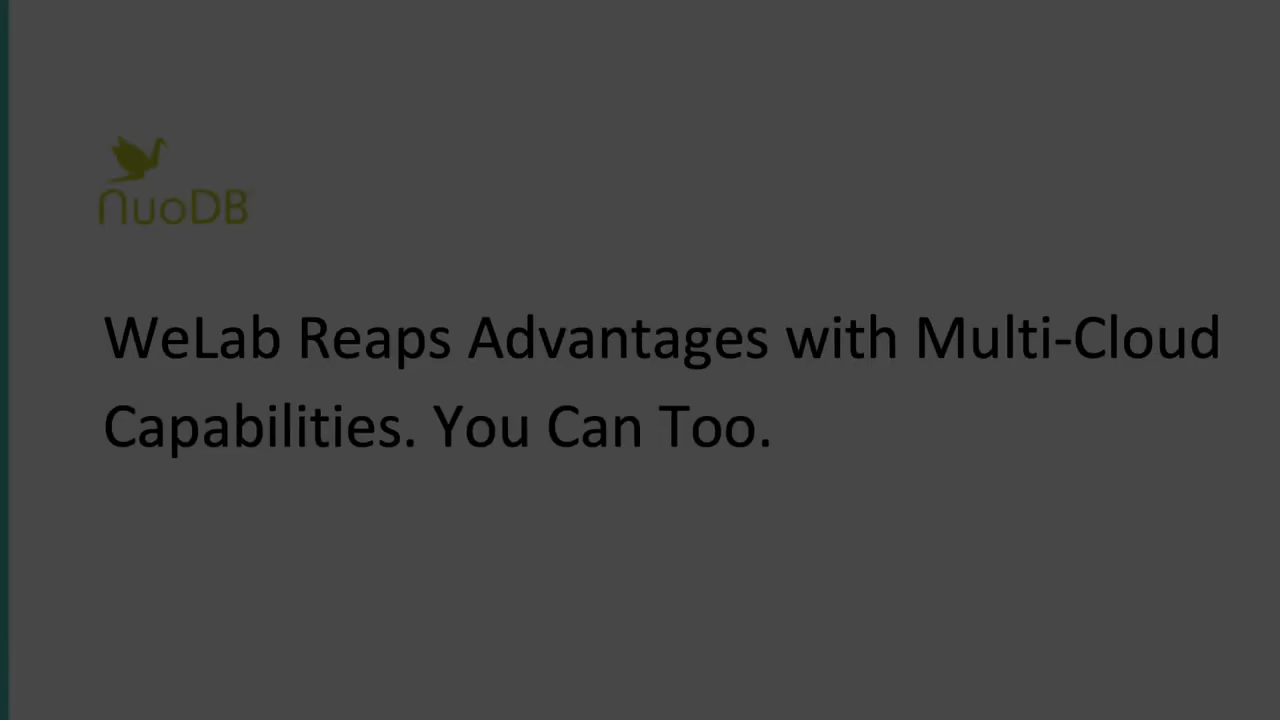 NuoDB
WeLab Reaps Advantages with Multi-Cloud
Capabilities. You Can Too.